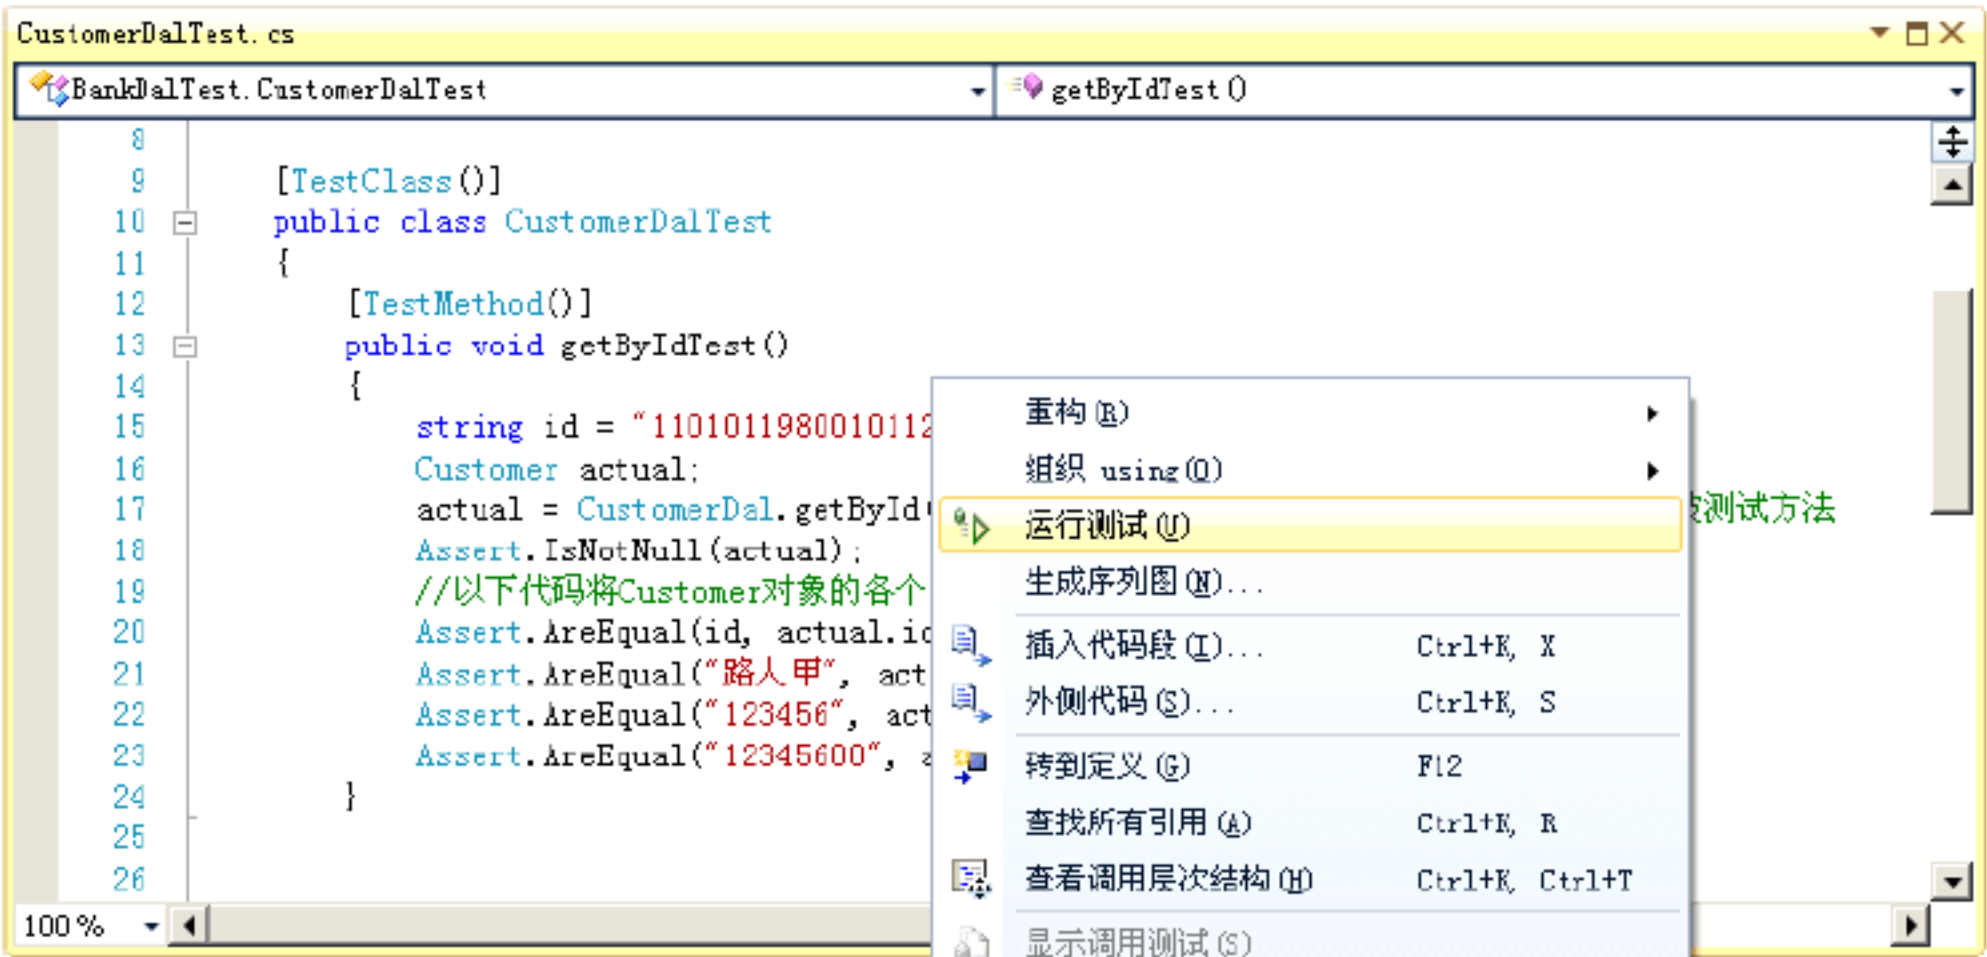 CustomerDalTest.cs
BankDalTest.CustomerDalTest
getByIdTest()
8
9 [TestClass()]
10 public class CustomerDalTest
11 {
12 [TestMethod()]
13 public void getByIdTest()
14 {
15 string id = "1101011980010112
16 Customer actual;
17 actual = CustomerDal.getById( 测试方法
18 Assert.IsNotNull(actual);
19 //以下代码将Customer对象的各个
20 Assert.AreEqual(id, actual.id
21 Assert.AreEqual("路人甲", act
22 Assert.AreEqual("123456", act
23 Assert.AreEqual("12345600", a
24 }
25
26
100 %
重构(R)
组织 using(O)
运行测试(U)
生成序列图(N)...
插入代码段(I)... Ctrl+K, X
外侧代码(S)... Ctrl+K, S
转到定义(G) F12
查找所有引用(A) Ctrl+K, R
查看调用层次结构(H) Ctrl+K, Ctrl+T
显示调用测试(S)